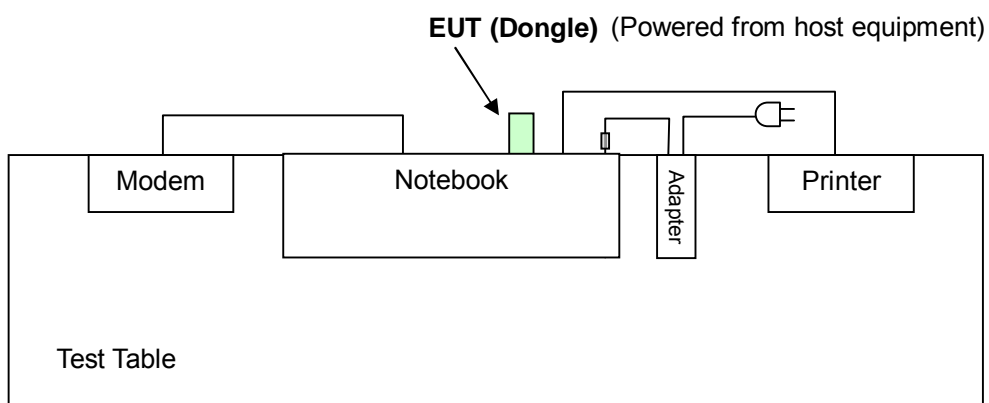 EUT (Dongle) (Powered from host equipment)
Modem
Notebook
Adapter
Printer
Test Table